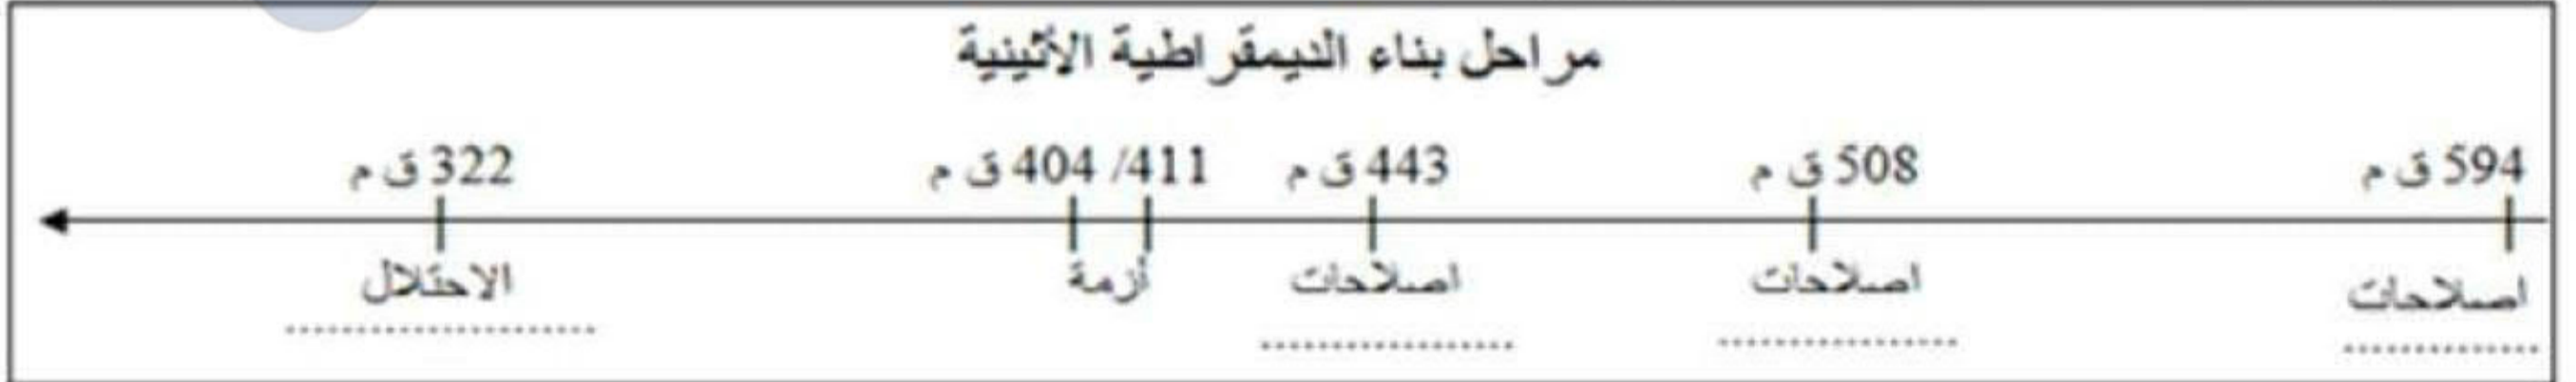 مراحل بناء الديمقراطية الأثينية
594 ق م
508 ق م
443 ق م
411/ 404 ق م
322 ق م
اصلاحات
اصلاحات
اصلاحات
أزمة
الاحتلال